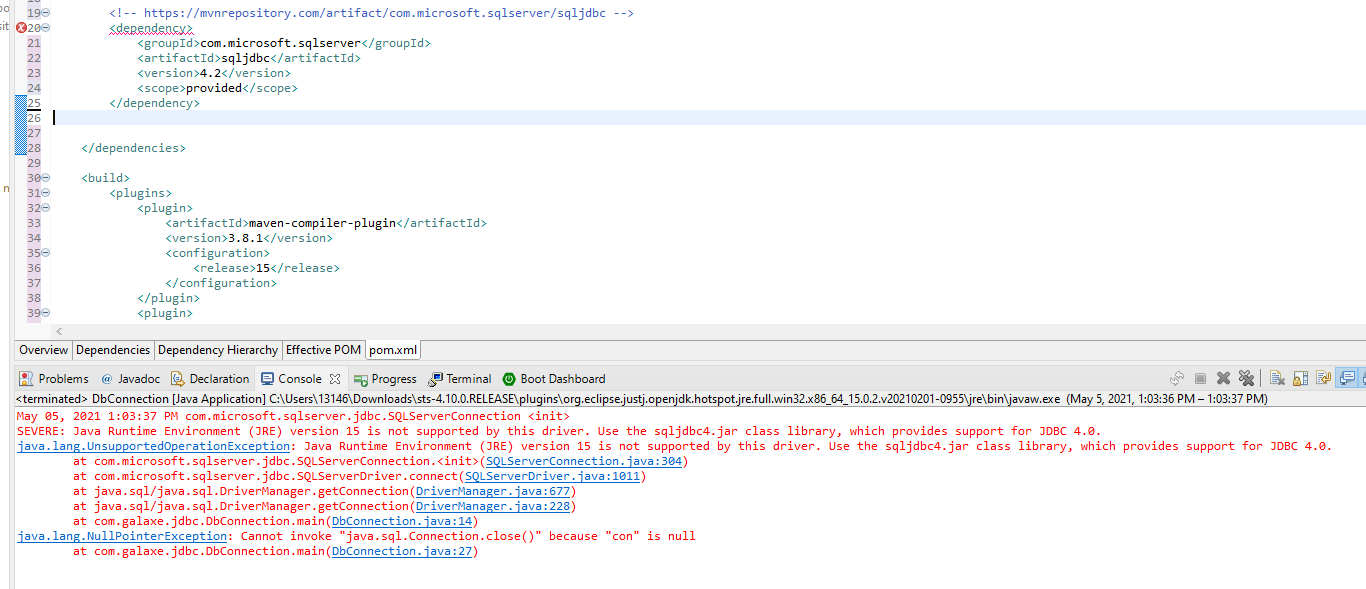 19 <!-- https://mvnrepository.com/artifact/com.microsoft.sqlserver/sqljdbc -->
20 <dependency>
21 <groupId>com.microsoft.sqlserver</groupId>
22 <artifactId>sqljdbc</artifactId>
23 <version>4.2</version>
24 <scope>provided</scope>
25 </dependency>
26
27
28 </dependencies>
29
30 <build>
31 <plugins>
32 <plugin>
33 <artifactId>maven-compiler-plugin</artifactId>
34 <version>3.8.1</version>
35 <configuration>
36 <release>15</release>
37 </configuration>
38 </plugin>
39 <plugin>
Overview Dependencies Dependency Hierarchy Effective POM pom.xml
Problems @ Javadoc Declaration Console Progress Terminal Boot Dashboard
<terminated> DbConnection [Java Application] C:\Users\13146\Downloads\sts-4.10.0.RELEASE\plugins\org.eclipse.justj.openjdk.hotspot.jre.full.win32.x86_64_15.0.2.v20210201-0955\jre\bin\javaw.exe (May 5, 2021, 1:03:36 PM – 1:03:37 PM)
May 05, 2021 1:03:37 PM com.microsoft.sqlserver.jdbc.SQLServerConnection <init>
SEVERE: Java Runtime Environment (JRE) version 15 is not supported by this driver. Use the sqljdbc4.jar class library, which provides support for JDBC 4.0.
java.lang.UnsupportedOperationException: Java Runtime Environment (JRE) version 15 is not supported by this driver. Use the sqljdbc4.jar class library, which provides support for JDBC 4.0.
at com.microsoft.sqlserver.jdbc.SQLServerConnection.<init>(SQLServerConnection.java:304)
at com.microsoft.sqlserver.jdbc.SQLServerDriver.connect(SQLServerDriver.java:1011)
at java.sql/java.sql.DriverManager.getConnection(DriverManager.java:677)
at java.sql/java.sql.DriverManager.getConnection(DriverManager.java:228)
at com.galaxe.jdbc.DbConnection.main(DbConnection.java:14)
java.lang.NullPointerException: Cannot invoke "java.sql.Connection.close()" because "con" is null
at com.galaxe.jdbc.DbConnection.main(DbConnection.java:27)